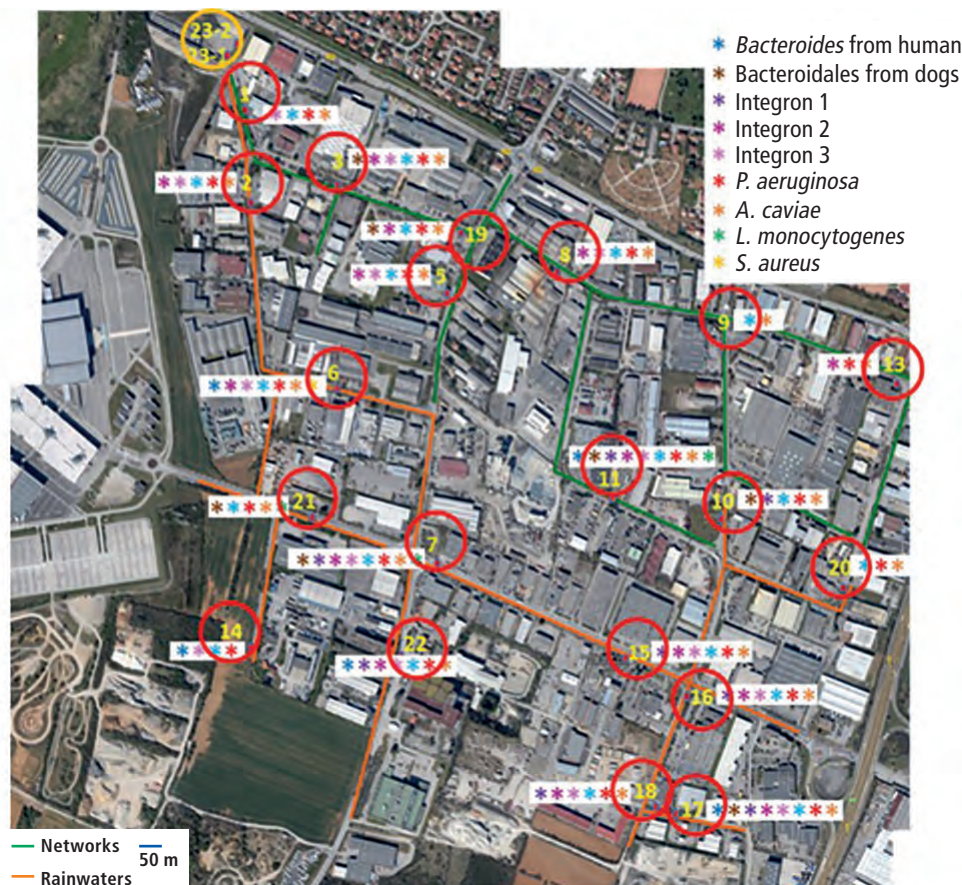 23-2
23-1
* Bacteroides from human
* Bacteroidales from dogs
* Integron 1
* Integron 2
* Integron 3
* P. aeruginosa
* A. caviae
* L. monocytogenes
* S. aureus
1
3
2
19
8
5
9
13
6
11
10
21
7
20
14
22
15
16
18
17
Networks
50 m
Rainwaters